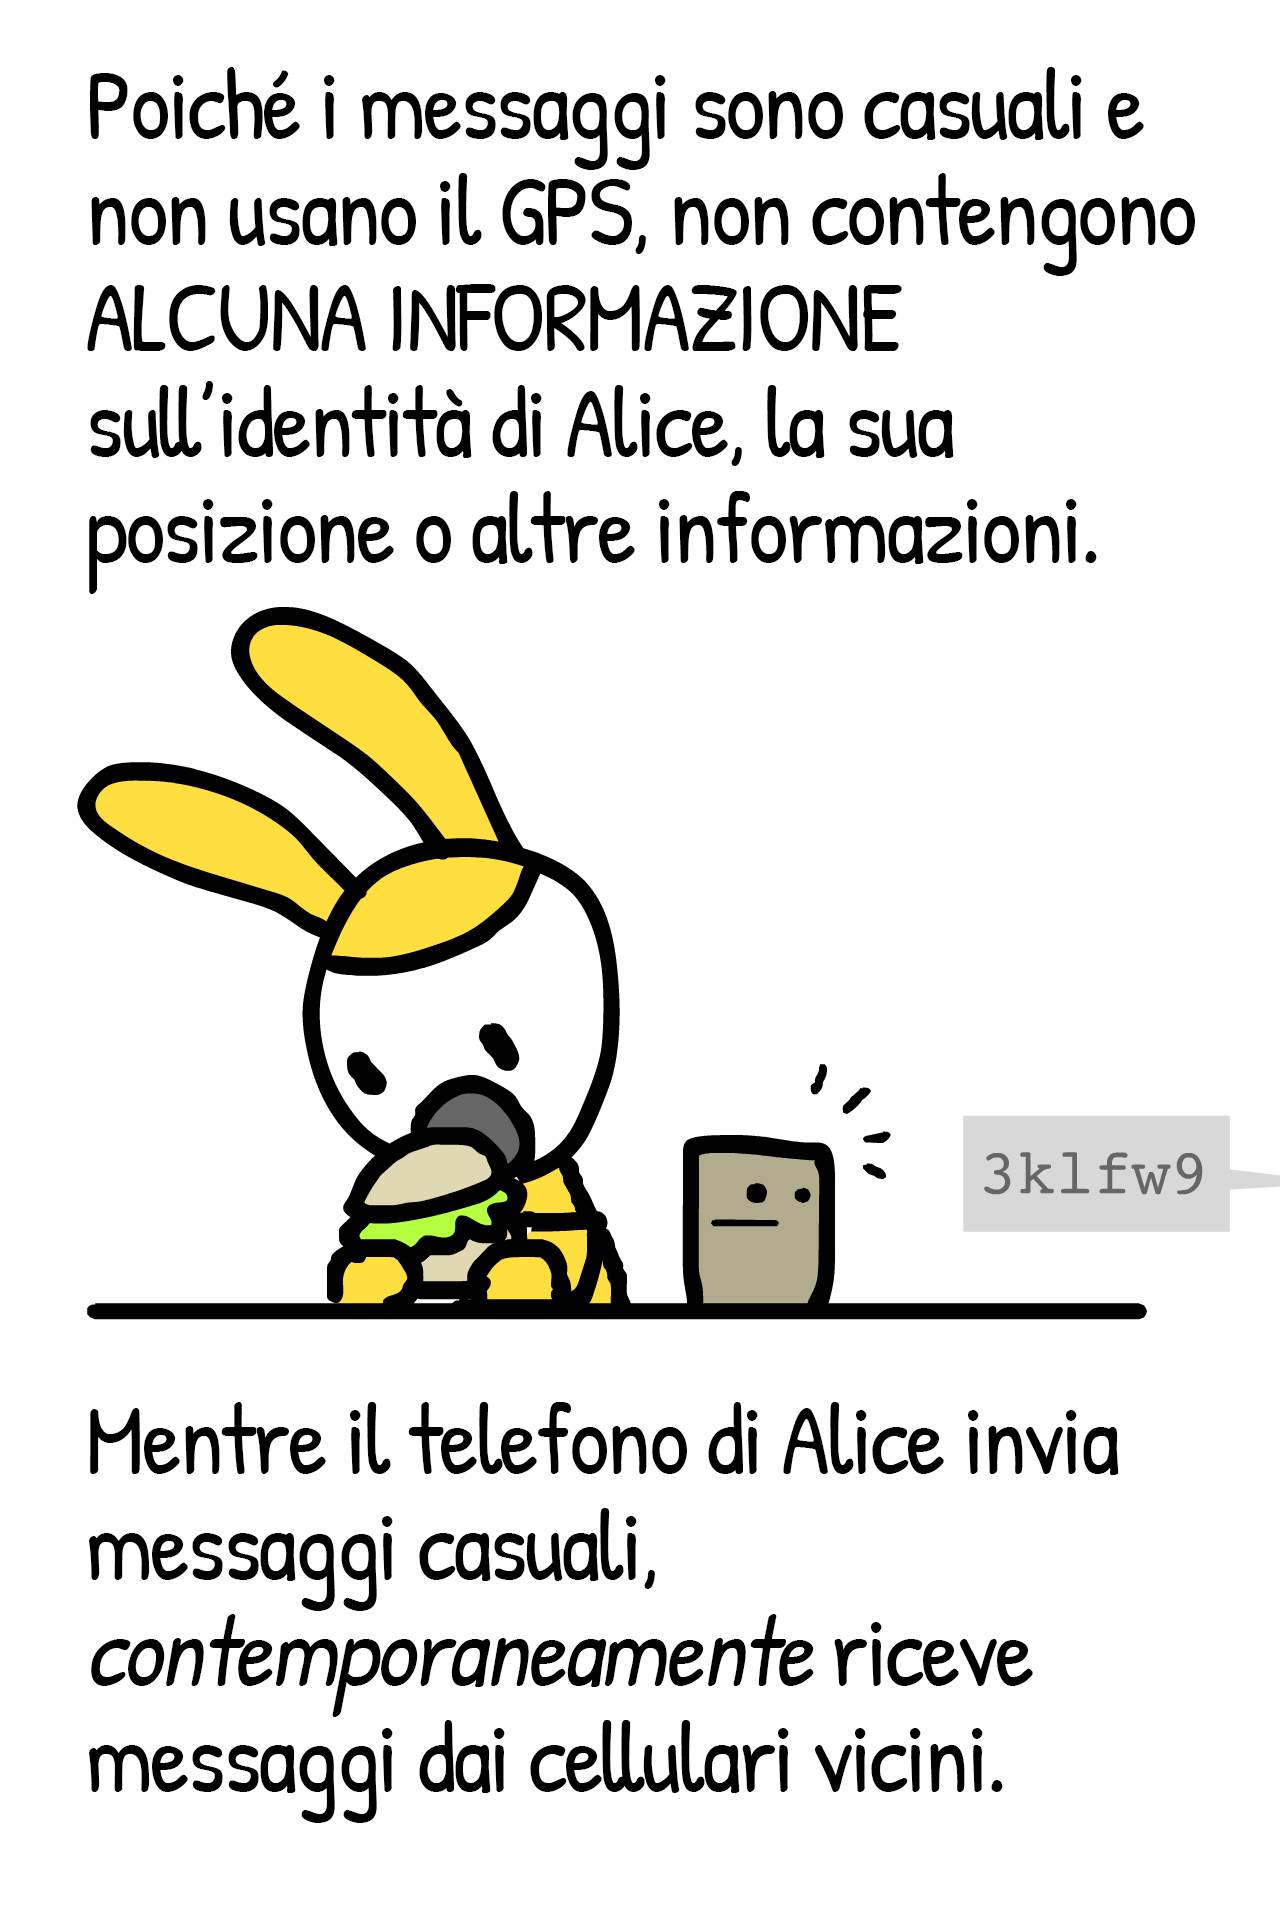 Poiché i messaggi sono casuali e
non usano il GPS, non contengono
ALCUNA INFORMAZIONE
sull'identità di Alice, la sua
posizione o altre informazioni.
3klfw9
Mentre il telefono di Alice invia
messaggi casuali,
contemporaneamente riceve
messaggi dai cellulari vicini.